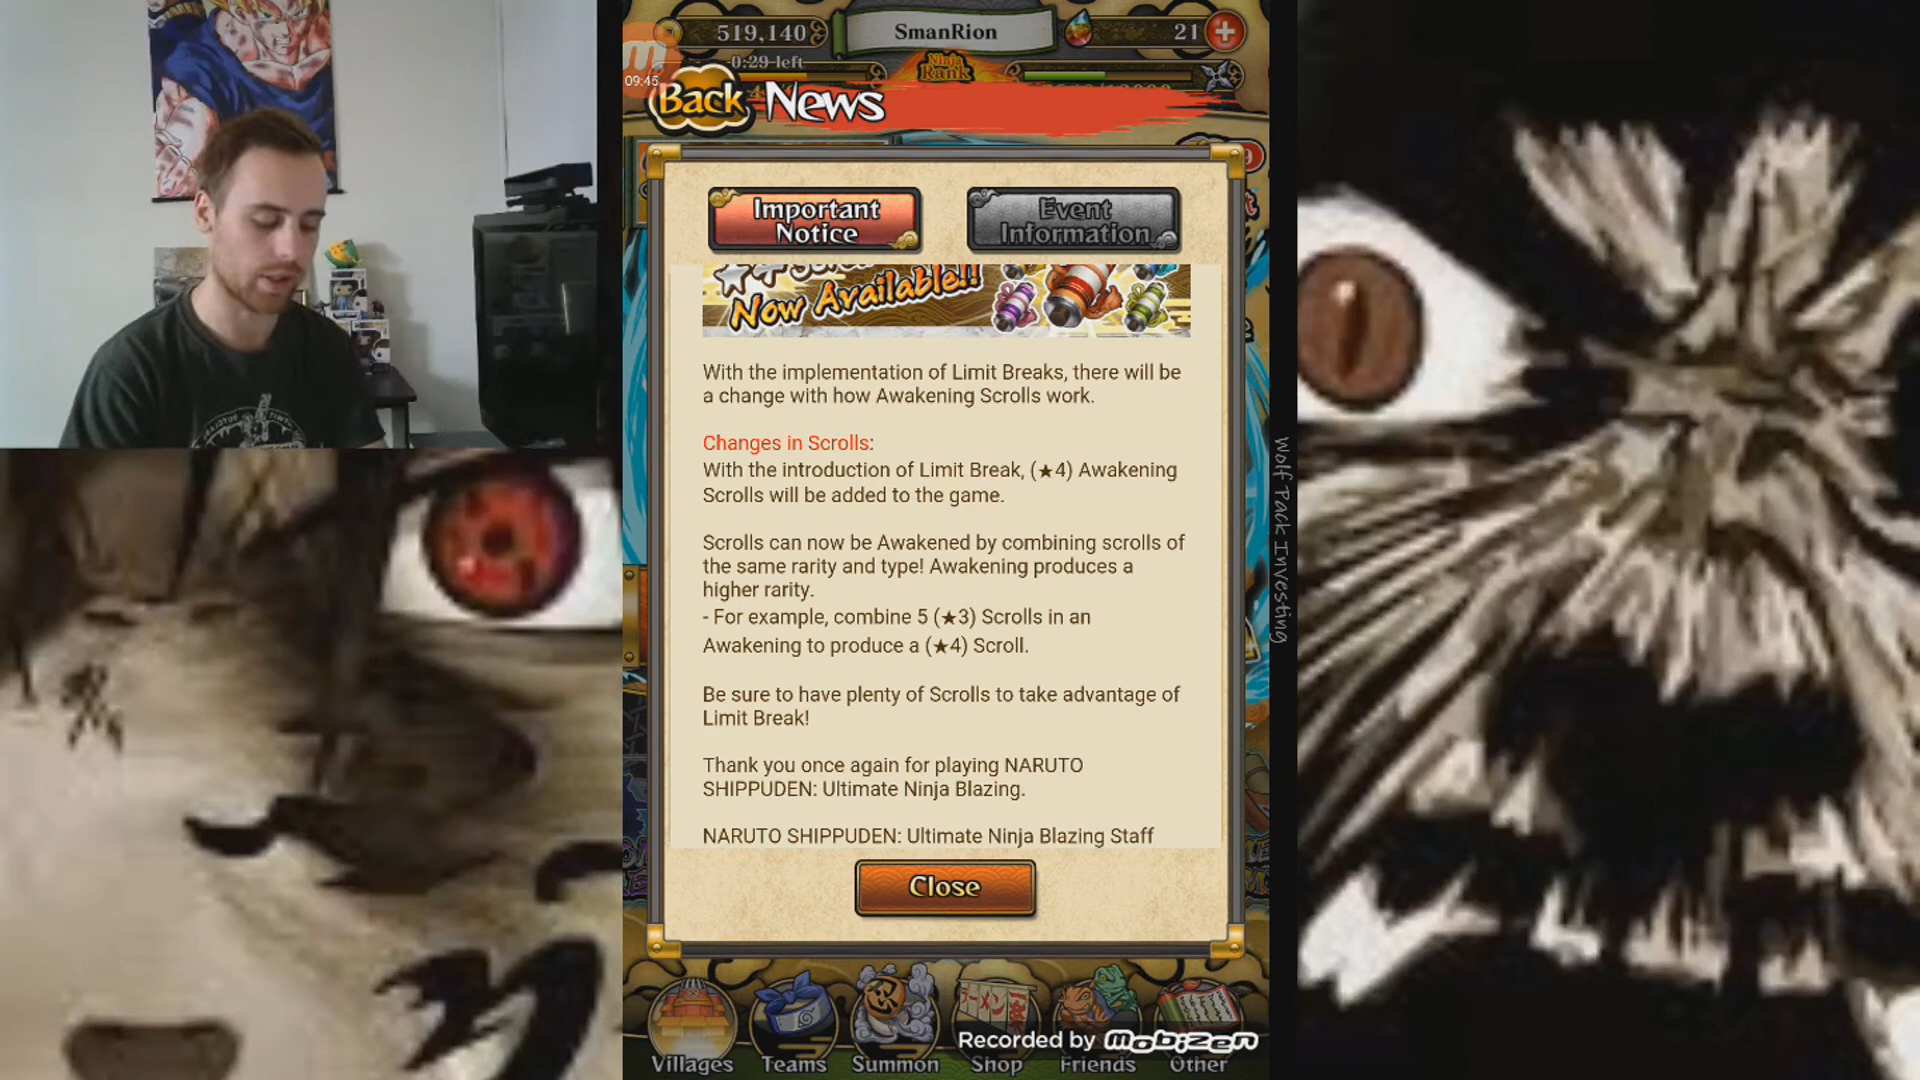 519,140
SmanRion
21
0:29 left
Ninja
Rank
09:45
Back
News
Important
Notice
Event
Information
Now Available!!
With the implementation of Limit Breaks, there will be
a change with how Awakening Scrolls work.
Changes in Scrolls:
With the introduction of Limit Break, (★4) Awakening
Scrolls will be added to the game.
Scrolls can now be Awakened by combining scrolls of
the same rarity and type! Awakening produces a
higher rarity.
- For example, combine 5 (★3) Scrolls in an
Awakening to produce a (★4) Scroll.
Be sure to have plenty of Scrolls to take advantage of
Limit Break!
Thank you once again for playing NARUTO
SHIPPUDEN: Ultimate Ninja Blazing.
NARUTO SHIPPUDEN: Ultimate Ninja Blazing Staff
Close
Recorded by Mobizen
Villages
Teams
Summon
Shop
Friends
Other
Wolf Pack Investing